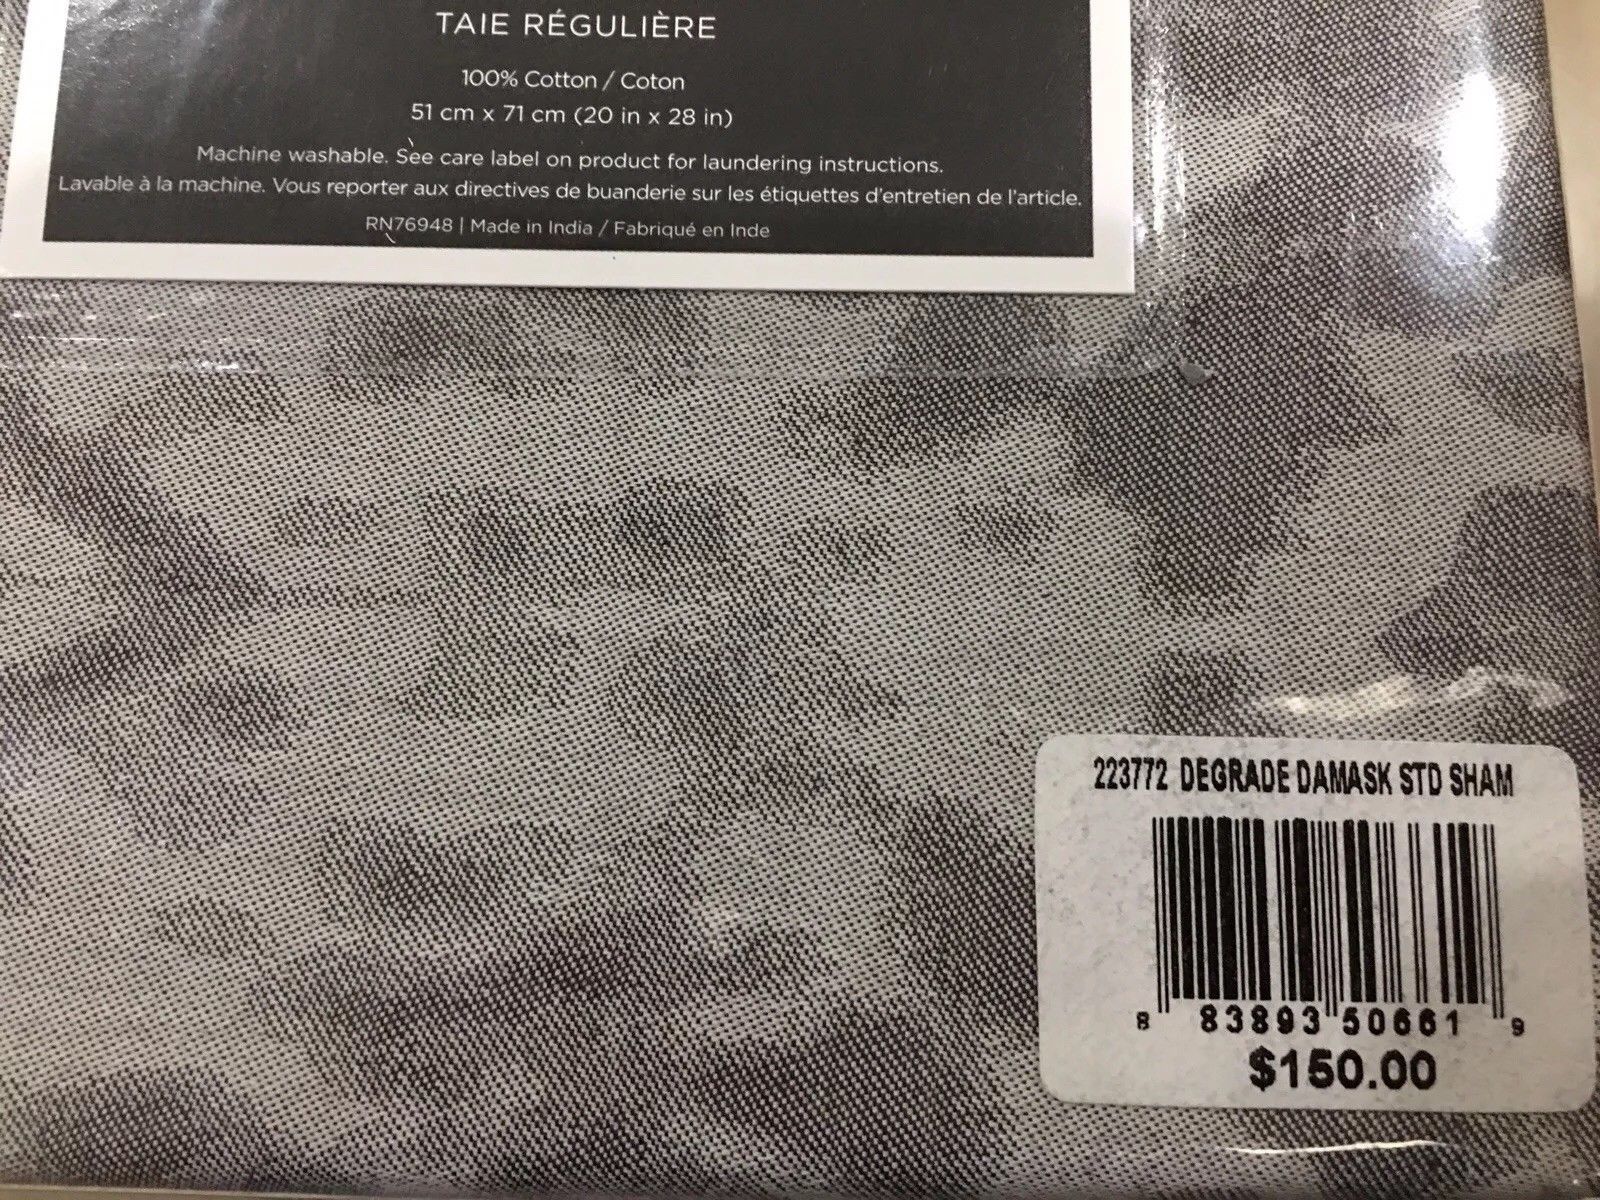 TAIE RÉGULIÈRE
100% Cotton / Coton
51 cm x 71 cm (20 in x 28 in)
Machine washable. See care label on product for laundering instructions.
Lavable à la machine. Vous reporter aux directives de buanderie sur les étiquettes d'entretien de l'article.
RN76948 | Made in India / Fabriqué en Inde
223772 DEGRADE DAMASK STD SHAM
8 83893 50661 9
$150.00